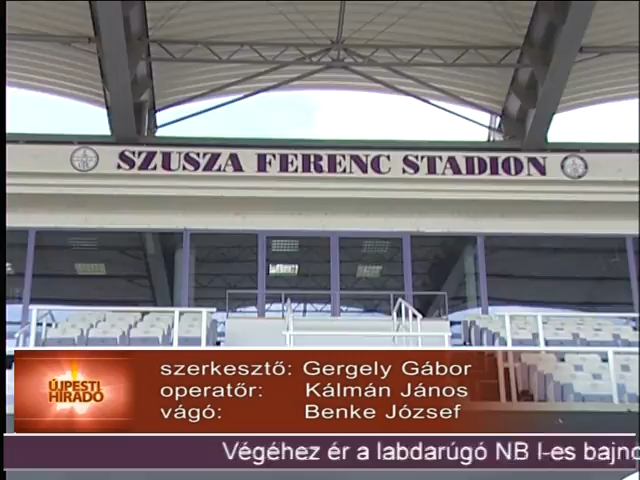 SZUSZA FERENC STADION
szerkesztő: Gergely Gábor
operatőr: Kálmán János
vágó: Benke József
ÚJPESTI
HÍRADÓ
Végéhez ér a labdarúgó NB I-es bajno